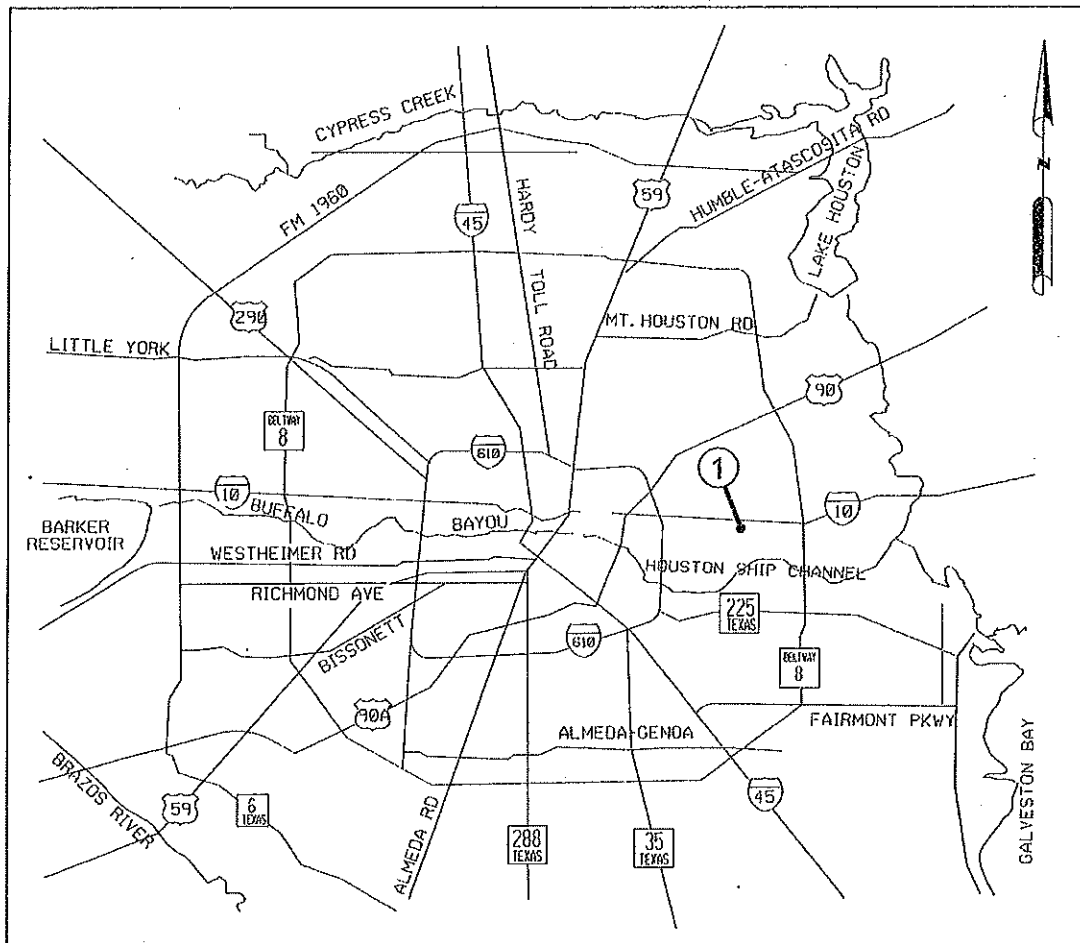 CYPRESS CREEK
FM 1960
45
HARDY
TOLL ROAD
59
HUMBLE-ATASCOSITA RD
LAKE HOUSTON
N
290
LITTLE YORK
MT. HOUSTON RD
90
BELTWAY
8
610
1
10
BUFFALO
BAYOU
10
BARKER
RESERVOIR
WESTHEIMER RD
HOUSTON SHIP CHANNEL
RICHMOND AVE
225
TEXAS
BISSONETT
610
BELTWAY
8
90A
FAIRMONT PKWY
ALMEDA-GENOA
BRAZOS RIVER
59
6
TEXAS
ALMEDA RD
288
TEXAS
35
TEXAS
45
GALVESTON BAY